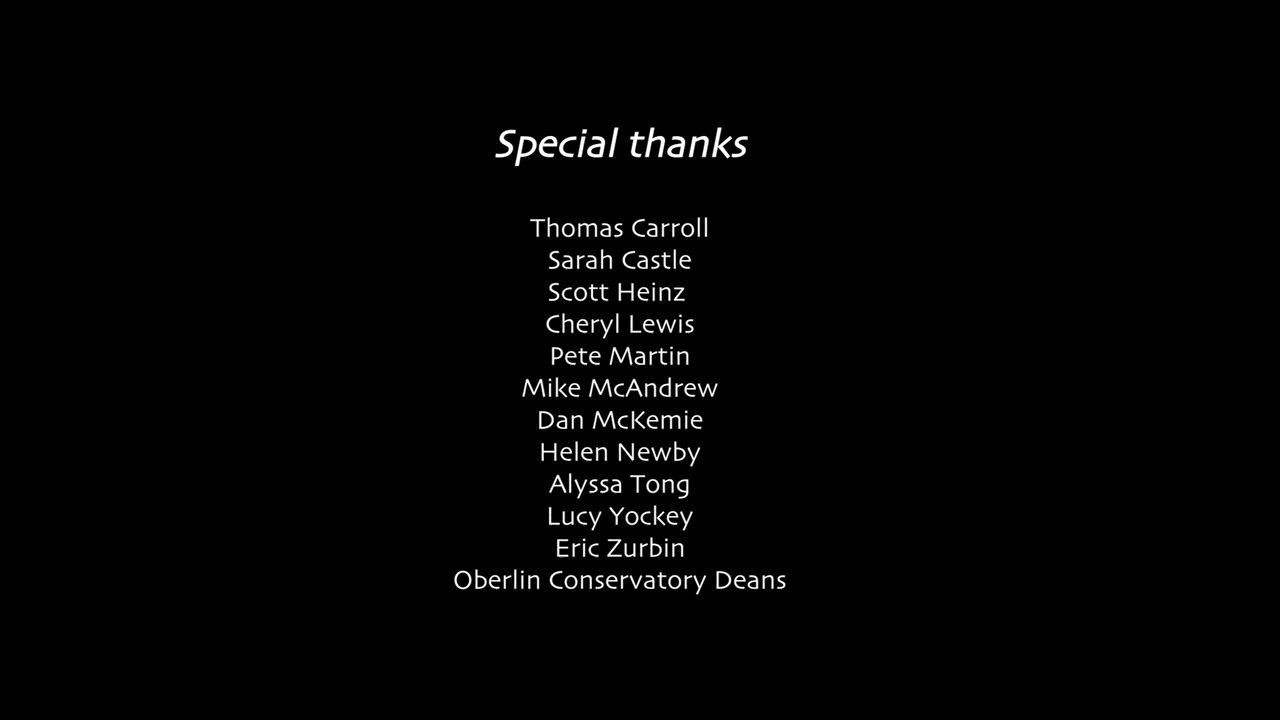 Special thanks
Thomas Carroll
Sarah Castle
Scott Heinz
Cheryl Lewis
Pete Martin
Mike McAndrew
Dan McKemie
Helen Newby
Alyssa Tong
Lucy Yockey
Eric Zurbin
Oberlin Conservatory Deans